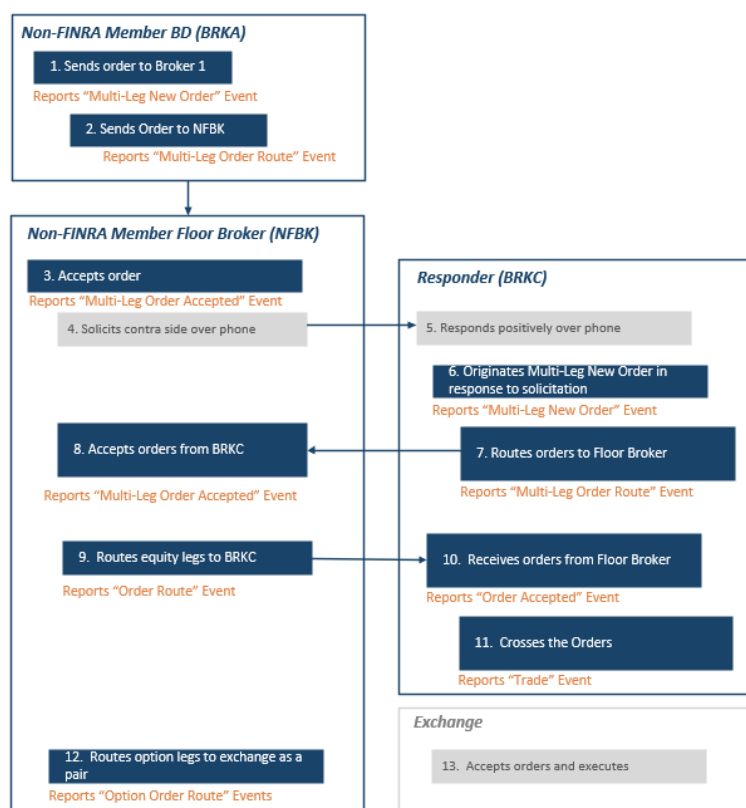 Non-FINRA Member BD (BRKA)
1. Sends order to Broker 1
Reports “Multi-Leg New Order” Event
2. Sends Order to NFBK
Reports “Multi-Leg Order Route” Event
Non-FINRA Member Floor Broker (NFBK)
3. Accepts order
Reports “Multi-Leg Order Accepted” Event
4. Solicits contra side over phone
Responder (BRKC)
5. Responds positively over phone
6. Originates Multi-Leg New Order in
response to solicitation
Reports “Multi-Leg New Order” Event
7. Routes orders to Floor Broker
Reports “Multi-Leg Order Route” Event
8. Accepts orders from BRKC
Reports “Multi-Leg Order Accepted” Event
9. Routes equity legs to BRKC
Reports “Order Route” Event
10. Receives orders from Floor Broker
Reports “Order Accepted” Event
11. Crosses the Orders
Reports “Trade” Event
12. Routes option legs to exchange as a
pair
Reports “Option Order Route” Events
Exchange
13. Accepts orders and executes